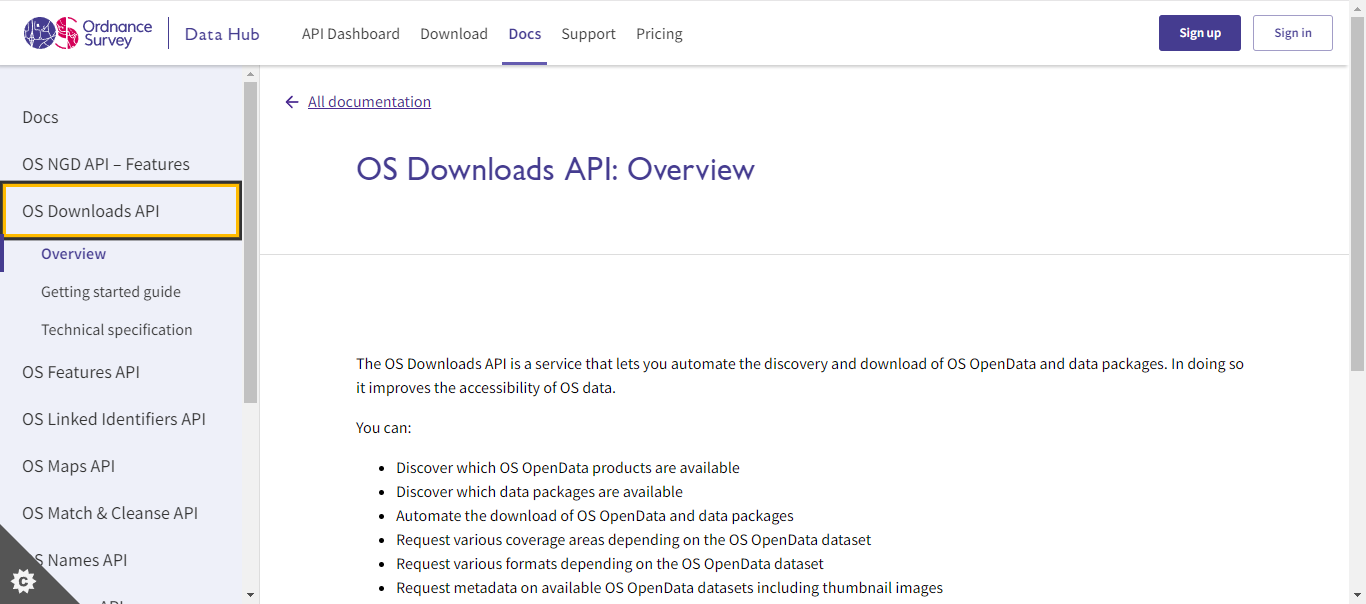 Ordnance
Survey
Data Hub
API Dashboard
Download
Docs
Support
Pricing
Sign up
Sign in
Docs
OS NGD API – Features
OS Downloads API
Overview
Getting started guide
Technical specification
OS Features API
OS Linked Identifiers API
OS Maps API
OS Match & Cleanse API
OS Names API
API
All documentation
OS Downloads API: Overview
The OS Downloads API is a service that lets you automate the discovery and download of OS OpenData and data packages. In doing so
it improves the accessibility of OS data.
You can:
• Discover which OS OpenData products are available
• Discover which data packages are available
• Automate the download of OS OpenData and data packages
• Request various coverage areas depending on the OS OpenData dataset
• Request various formats depending on the OS OpenData dataset
• Request metadata on available OS OpenData datasets including thumbnail images